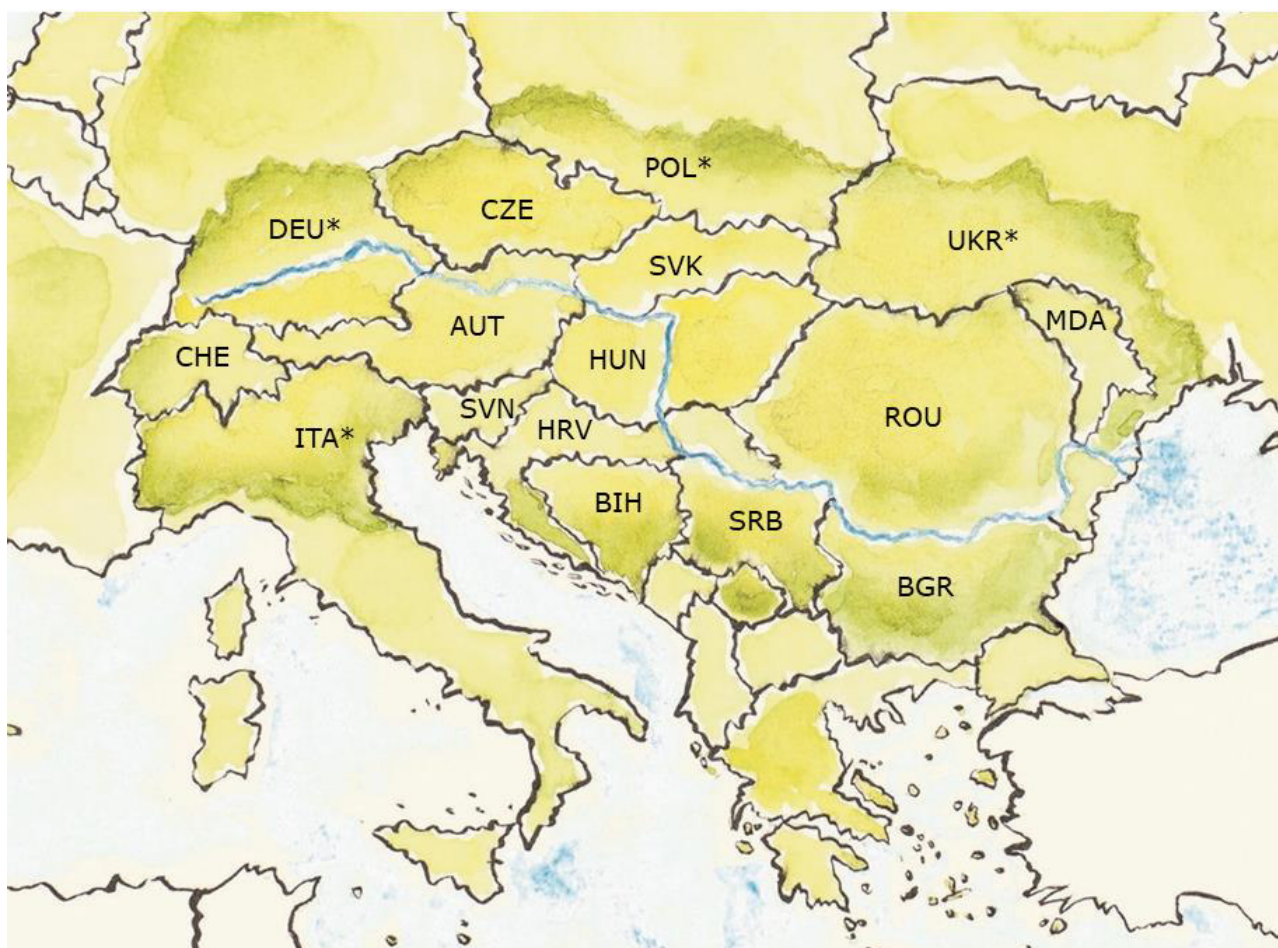 POL*
CZE
DEU*
UKR*
SVK
MDA
AUT
CHE
HUN
SVN
ROU
HRV
ITA*
BIH
SRB
BGR